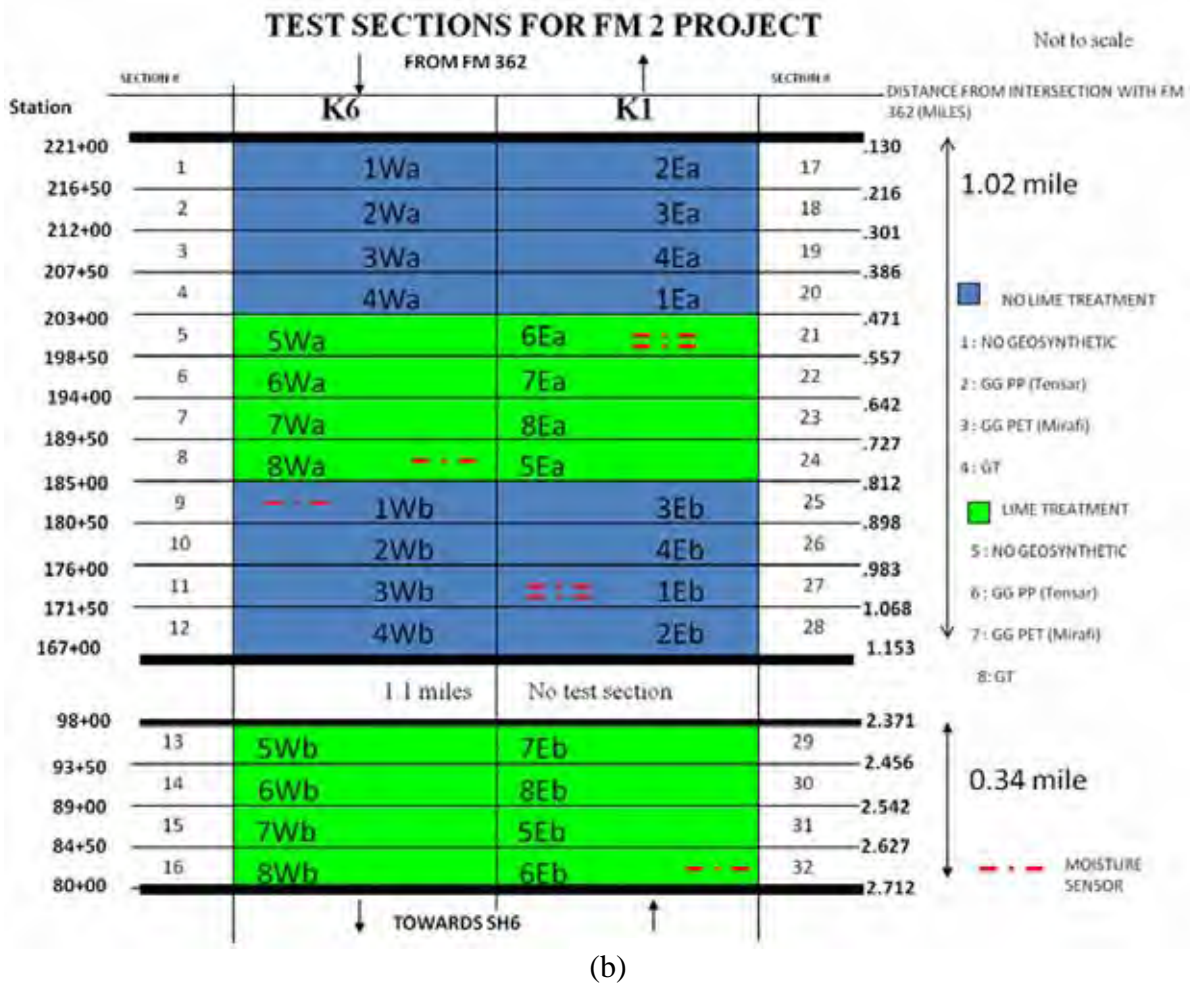 TEST SECTIONS FOR FM 2 PROJECT
Not to scale
FROM FM 362
SECTION #
SECTION #
Station
K6
K1
DISTANCE FROM INTERSECTION WITH FM 362 (MILES)
221+00
.130
1
1Wa
2Ea
17
216+50
.216
2
2Wa
3Ea
18
212+00
.301
3
3Wa
4Ea
19
207+50
.386
4
4Wa
1Ea
20
203+00
.471
5
5Wa
6Ea
21
198+50
.557
6
6Wa
7Ea
22
194+00
.642
7
7Wa
8Ea
23
189+50
.727
8
8Wa
5Ea
24
185+00
.812
9
1Wb
3Eb
25
180+50
.898
10
2Wb
4Eb
26
176+00
.983
11
3Wb
1Eb
27
171+50
1.068
12
4Wb
2Eb
28
167+00
1.153
1.1 miles
No test section
98+00
2.371
13
5Wb
7Eb
29
93+50
2.456
14
6Wb
8Eb
30
89+00
2.542
15
7Wb
5Eb
31
84+50
2.627
16
8Wb
6Eb
32
80+00
2.712
TOWARDS SH6
1.02 mile
NO LIME TREATMENT
1 : NO GEOSYNTHETIC
2 : GG PP (Tensar)
3 : GG PET (Mirafi)
4 : GT
LIME TREATMENT
5 : NO GEOSYNTHETIC
6 : GG PP (Tensar)
7 : GG PET (Mirafi)
8: GT
0.34 mile
MOISTURE
SENSOR
(b)